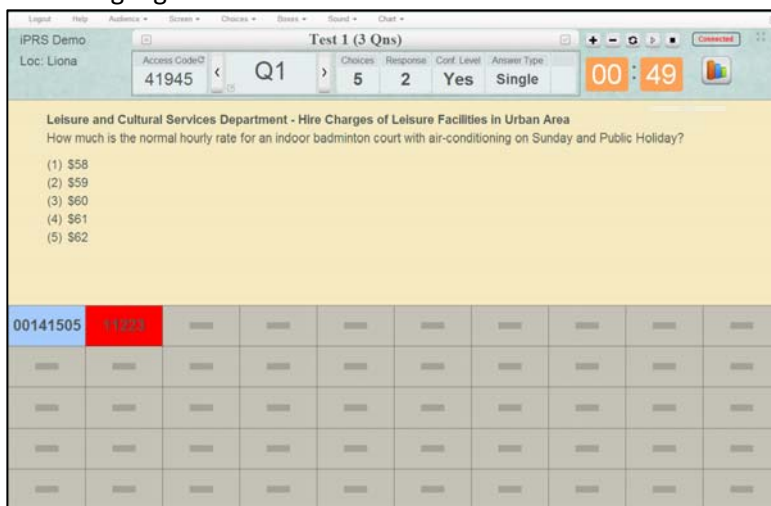 Logout Help Audience Screen Choices Boxes Sound Chart
iPRS Demo
Test 1 (3 Qns)
Connected
Loc: Liona
Access Code
41945
Q1
Choices
5
Response
2
Conf. Level
Yes
Answer Type
Single
00 : 49
Leisure and Cultural Services Department - Hire Charges of Leisure Facilities in Urban Area
How much is the normal hourly rate for an indoor badminton court with air-conditioning on Sunday and Public Holiday?
(1) $58
(2) $59
(3) $60
(4) $61
(5) $62
00141505 11223